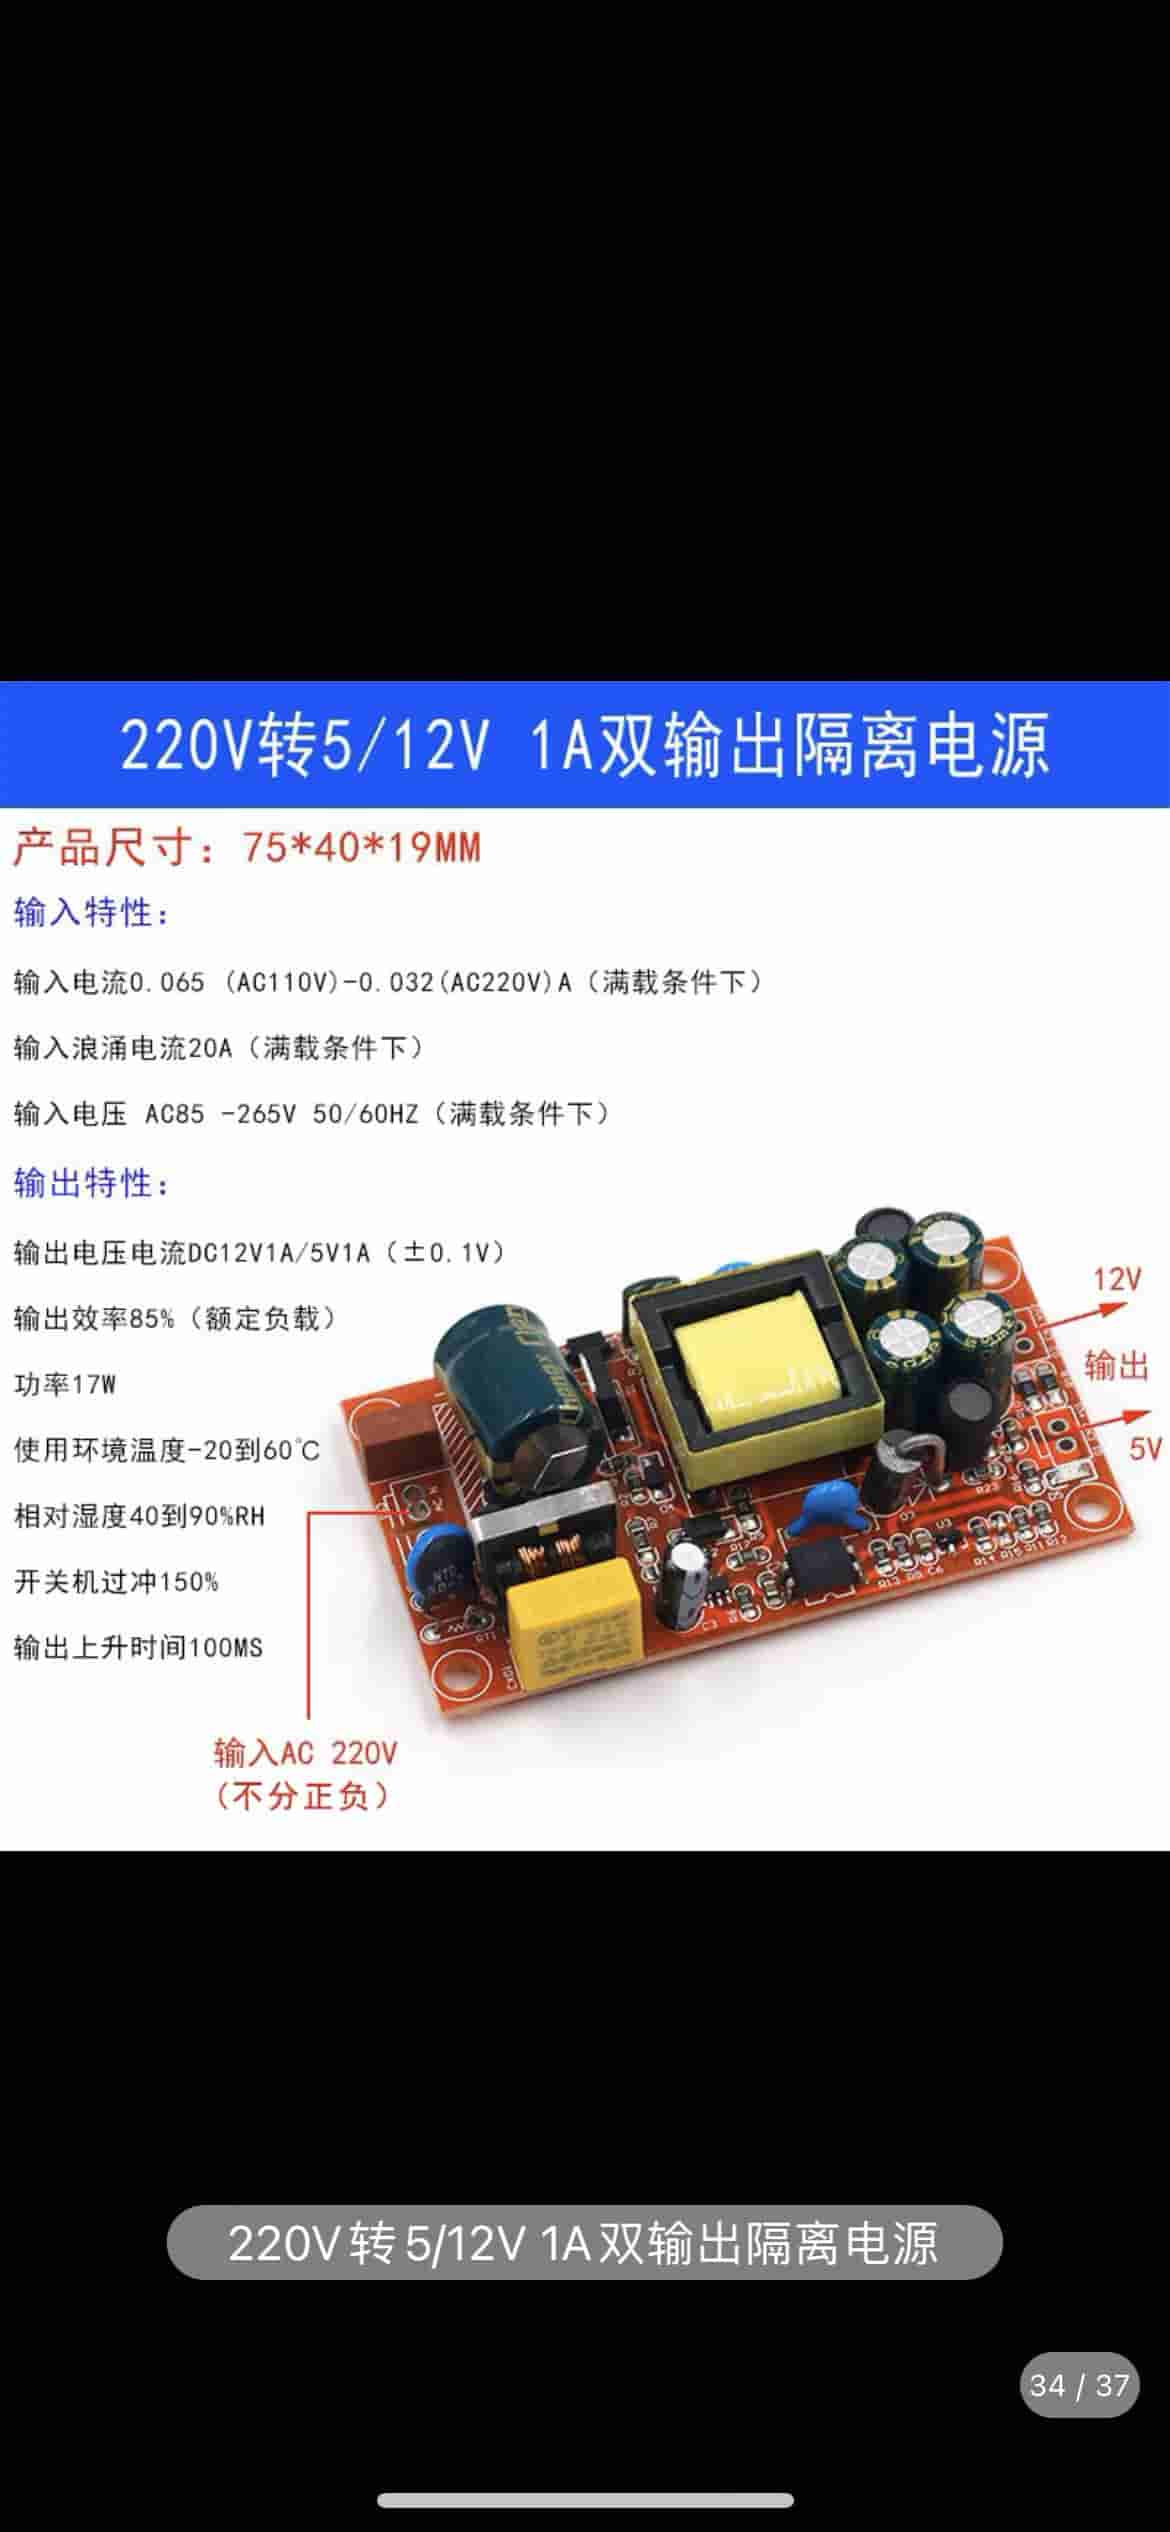 220V转5/12V 1A双输出隔离电源
产品尺寸：75*40*19MM
输入特性：
输入电流0.065 (AC110V)-0.032(AC220V)A（满载条件下）
输入浪涌电流20A（满载条件下）
输入电压 AC85 -265V 50/60HZ（满载条件下）
输出特性：
输出电压电流DC12V1A/5V1A（±0.1V）
输出效率85%（额定负载）
功率17W
使用环境温度-20到60℃
相对湿度40到90%RH
开关机过冲150%
输出上升时间100MS
12V
输出
5V
输入AC 220V
（不分正负）
220V转5/12V 1A双输出隔离电源
34 / 37